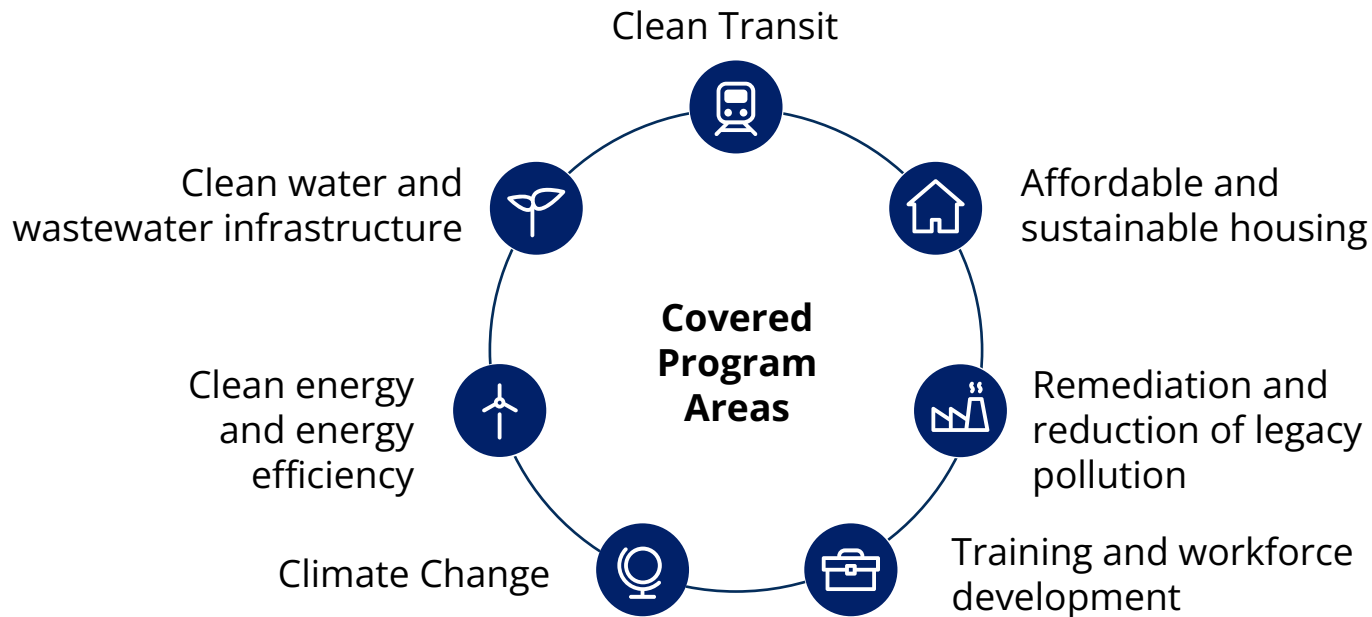 Clean Transit
Clean water and
wastewater infrastructure
Affordable and
sustainable housing
Covered
Program
Areas
Clean energy
and energy
efficiency
Remediation and
reduction of legacy
pollution
Climate Change
Training and workforce
development